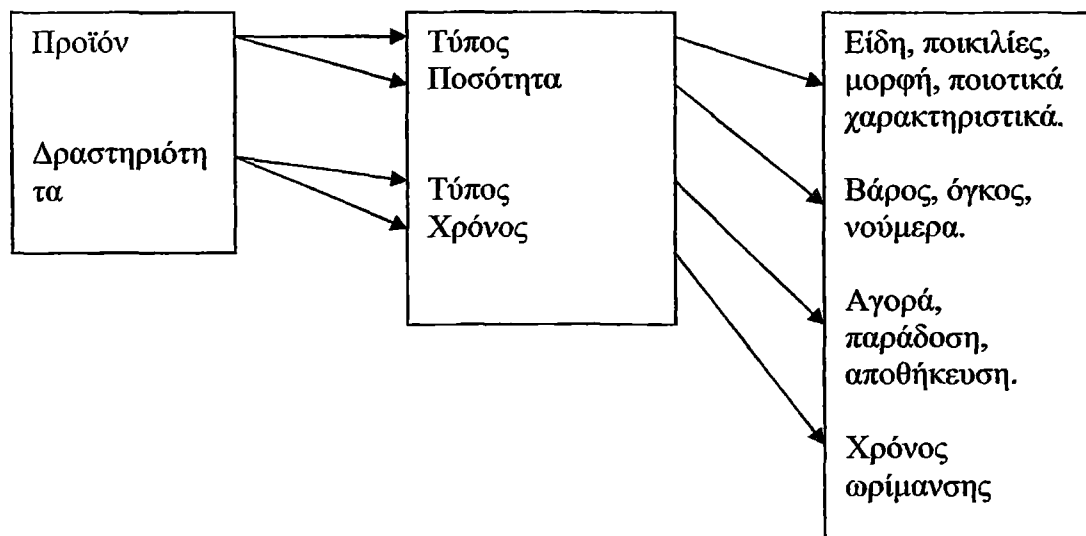 Προϊόν
Δραστηριότη
τα
Τύπος
Ποσότητα
Τύπος
Χρόνος
Είδη, ποικιλίες,
μορφή, ποιοτικά
χαρακτηριστικά.
Βάρος, όγκος,
νούμερα.
Αγορά,
παράδοση,
αποθήκευση.
Χρόνος
ωρίμανσης